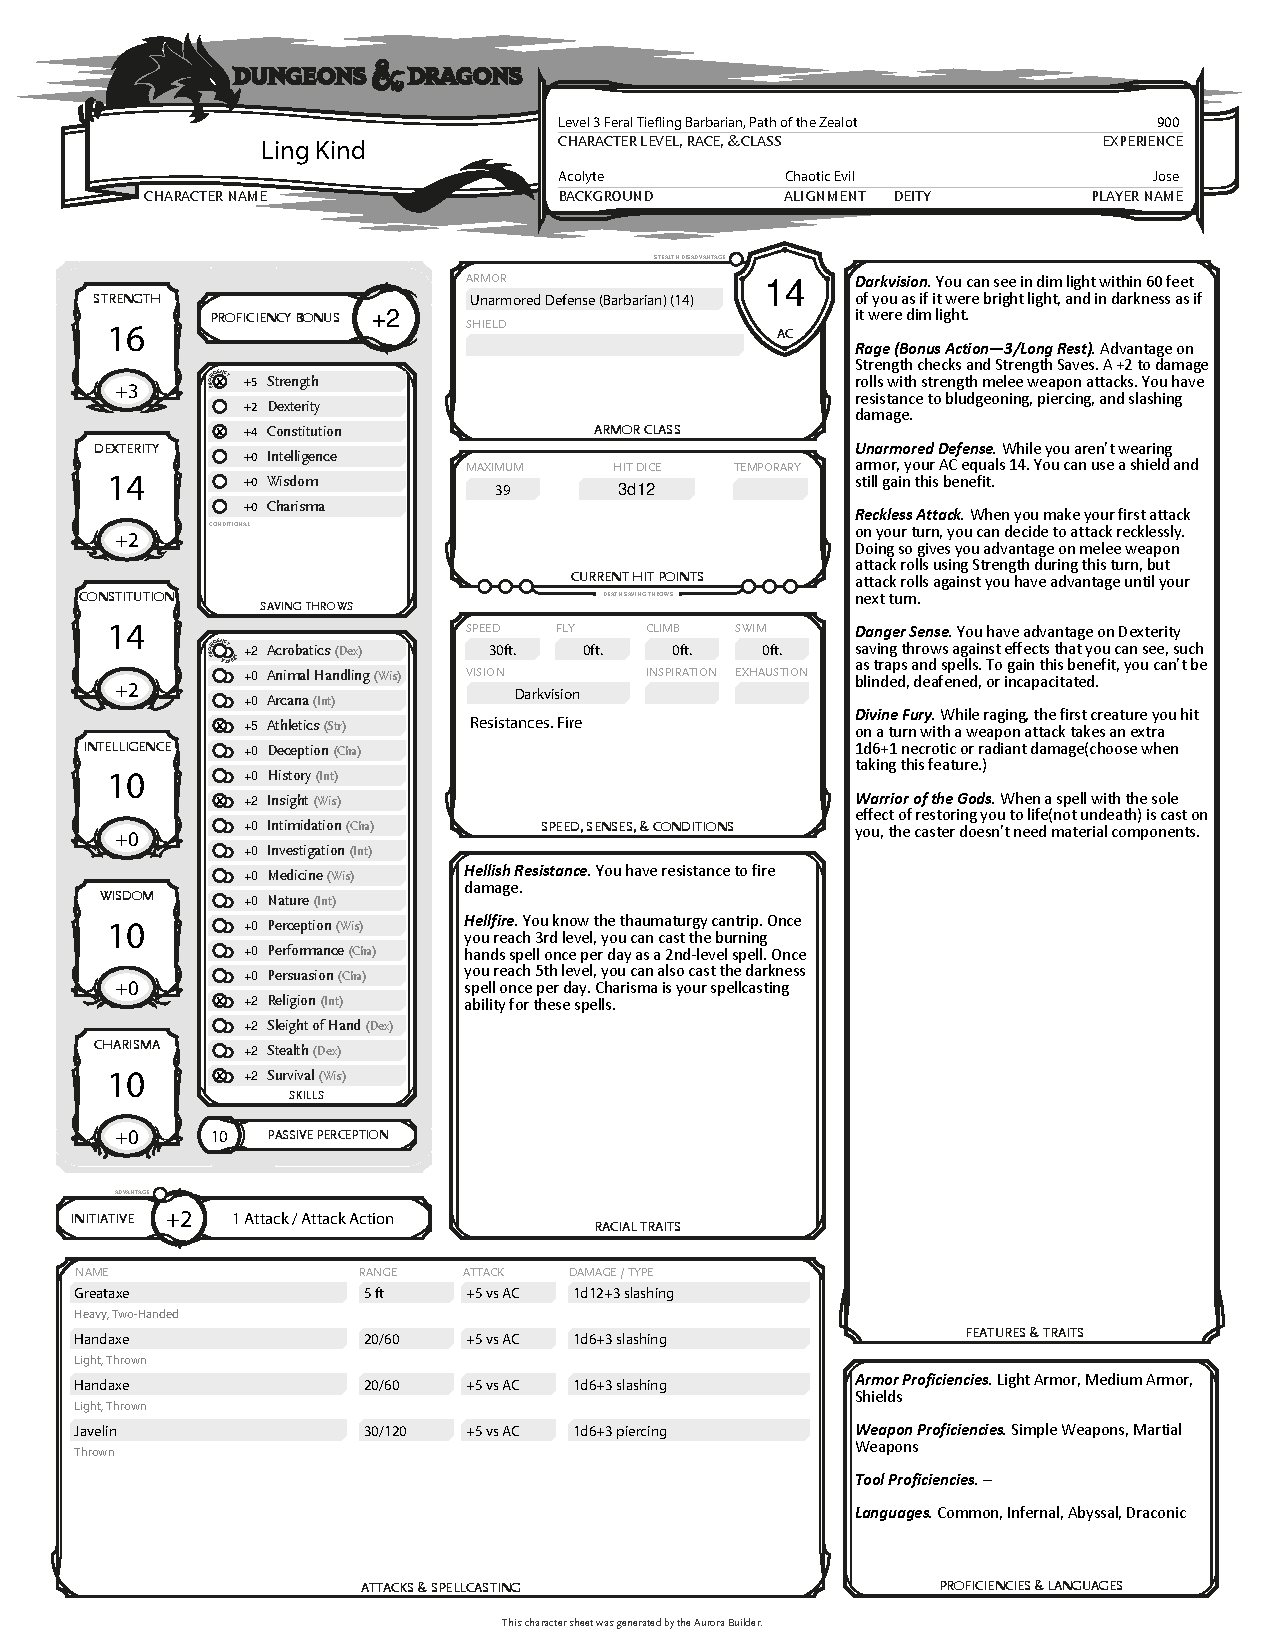 DUNGEONS & DRAGONS
Ling Kind
CHARACTER NAME
Level 3 Feral Tiefling Barbarian, Path of the Zealot 900
CHARACTER LEVEL, RACE, & CLASS EXPERIENCE
Acolyte Chaotic Evil Jose
BACKGROUND ALIGNMENT DEITY PLAYER NAME
STRENGTH
16
+3
DEXTERITY
14
+2
CONSTITUTION
14
+2
INTELLIGENCE
10
+0
WISDOM
10
+0
CHARISMA
10
+0
PROFICIENCY BONUS +2
+5 Strength
+2 Dexterity
+4 Constitution
+0 Intelligence
+0 Wisdom
+0 Charisma
CONDITIONAL
SAVING THROWS
+2 Acrobatics (Dex)
+0 Animal Handling (Wis)
+0 Arcana (Int)
+5 Athletics (Str)
+0 Deception (Cha)
+0 History (Int)
+2 Insight (Wis)
+0 Intimidation (Cha)
+0 Investigation (Int)
+0 Medicine (Wis)
+0 Nature (Int)
+0 Perception (Wis)
+0 Performance (Cha)
+0 Persuasion (Cha)
+2 Religion (Int)
+2 Sleight of Hand (Dex)
+2 Stealth (Dex)
+2 Survival (Wis)
SKILLS
10 PASSIVE PERCEPTION
ADVANTAGE
INITIATIVE +2 1 Attack / Attack Action
STEALTH DISADVANTAGE
ARMOR
Unarmored Defense (Barbarian) (14)
SHIELD
14
AC
ARMOR CLASS
MAXIMUM HIT DICE TEMPORARY
39 3d12
CURRENT HIT POINTS
DEATH SAVING THROWS
SPEED FLY CLIMB SWIM
30ft. 0ft. 0ft. 0ft.
VISION INSPIRATION EXHAUSTION
Darkvision
Resistances. Fire
SPEED, SENSES, & CONDITIONS
Hellish Resistance. You have resistance to fire
damage.
Hellfire. You know the thaumaturgy cantrip. Once
you reach 3rd level, you can cast the burning
hands spell once per day as a 2nd-level spell. Once
you reach 5th level, you can also cast the darkness
spell once per day. Charisma is your spellcasting
ability for these spells.
RACIAL TRAITS
Darkvision. You can see in dim light within 60 feet
of you as if it were bright light, and in darkness as if
it were dim light.
Rage (Bonus Action—3/Long Rest). Advantage on
Strength checks and Strength Saves. A +2 to damage
rolls with strength melee weapon attacks. You have
resistance to bludgeoning, piercing, and slashing
damage.
Unarmored Defense. While you aren't wearing
armor, your AC equals 14. You can use a shield and
still gain this benefit.
Reckless Attack. When you make your first attack
on your turn, you can decide to attack recklessly.
Doing so gives you advantage on melee weapon
attack rolls using Strength during this turn, but
attack rolls against you have advantage until your
next turn.
Danger Sense. You have advantage on Dexterity
saving throws against effects that you can see, such
as traps and spells. To gain this benefit, you can't be
blinded, deafened, or incapacitated.
Divine Fury. While raging, the first creature you hit
on a turn with a weapon attack takes an extra
1d6+1 necrotic or radiant damage(choose when
taking this feature.)
Warrior of the Gods. When a spell with the sole
effect of restoring you to life(not undeath) is cast on
you, the caster doesn't need material components.
FEATURES & TRAITS
NAME RANGE ATTACK DAMAGE / TYPE
Greataxe 5 ft +5 vs AC 1d12+3 slashing
Heavy, Two-Handed
Handaxe 20/60 +5 vs AC 1d6+3 slashing
Light, Thrown
Handaxe 20/60 +5 vs AC 1d6+3 slashing
Light, Thrown
Javelin 30/120 +5 vs AC 1d6+3 piercing
Thrown
ATTACKS & SPELLCASTING
Armor Proficiencies. Light Armor, Medium Armor,
Shields
Weapon Proficiencies. Simple Weapons, Martial
Weapons
Tool Proficiencies. –
Languages. Common, Infernal, Abyssal, Draconic
PROFICIENCIES & LANGUAGES
This character sheet was generated by the Aurora Builder.